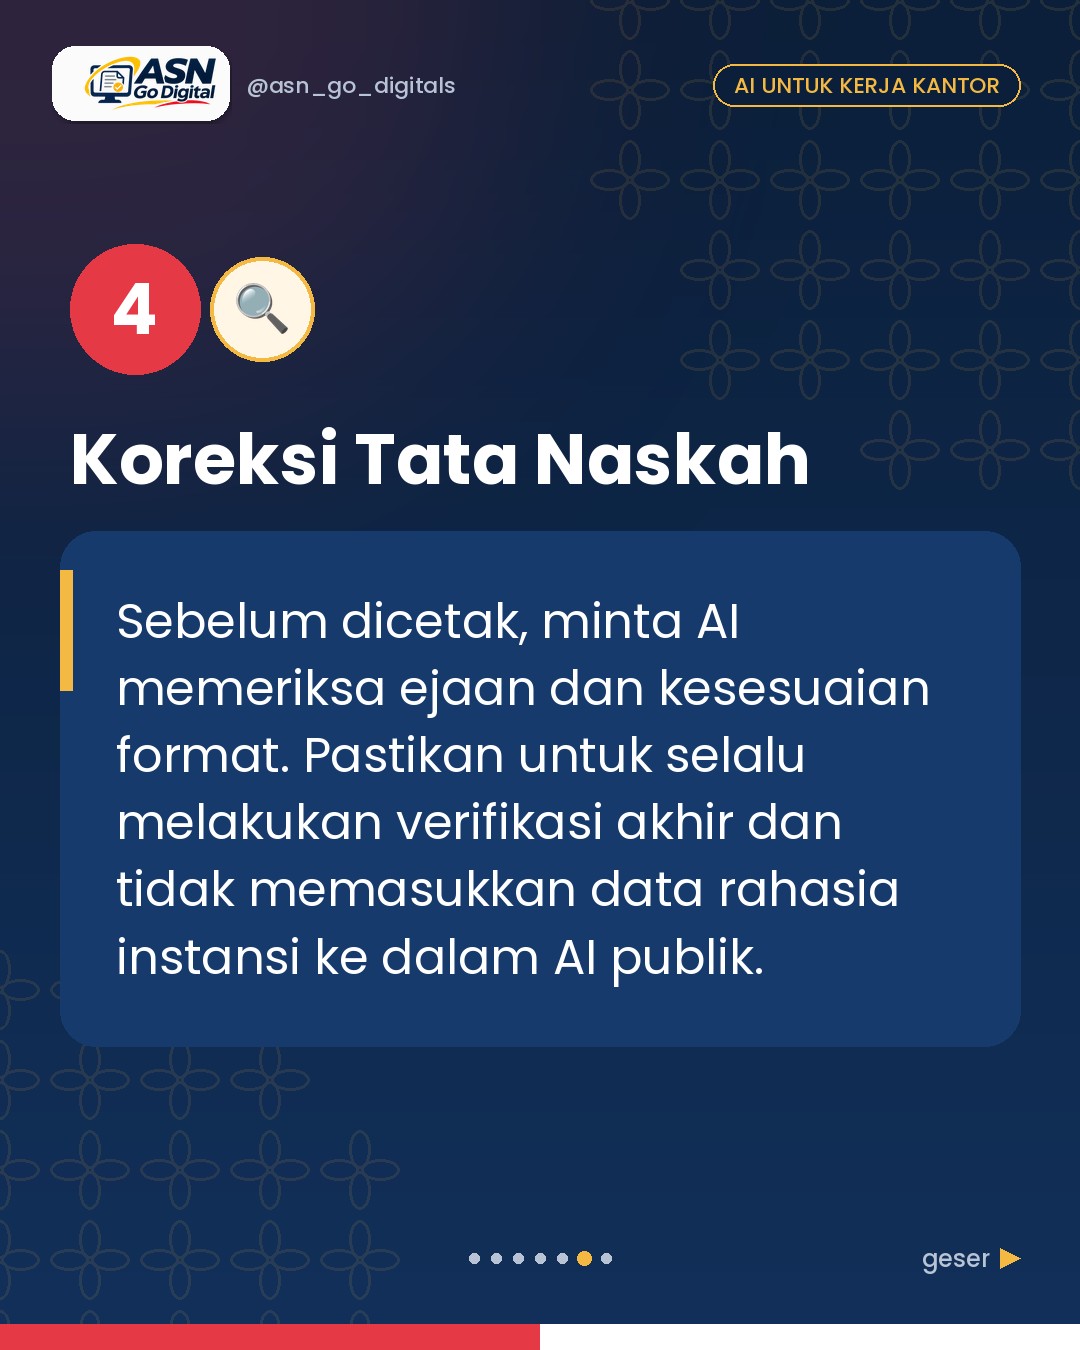 ASN
Go Digital
@asn_go_digitals
AI UNTUK KERJA KANTOR
4
Koreksi Tata Naskah
Sebelum dicetak, minta AI
memeriksa ejaan dan kesesuaian
format. Pastikan untuk selalu
melakukan verifikasi akhir dan
tidak memasukkan data rahasia
instansi ke dalam AI publik.
geser